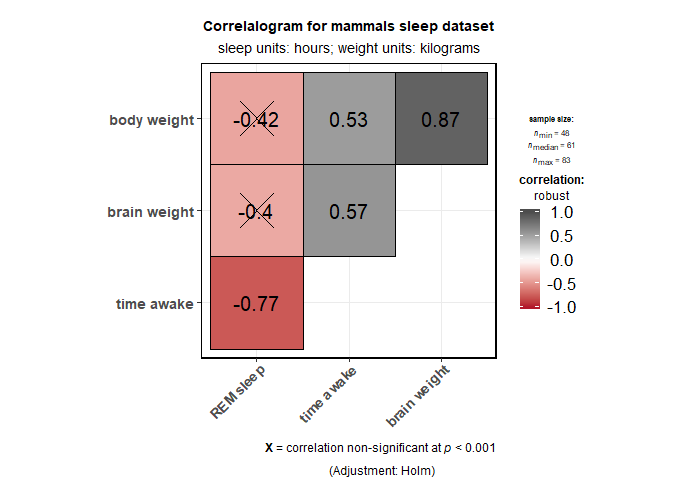 Correlalogram for mammals sleep dataset
sleep units: hours; weight units: kilograms
body weight
-0.42
0.53
0.87
brain weight
-0.4
0.57
time awake
-0.77
REM sleep
time awake
brain weight
sample size:
nmin = 48
nmedian = 61
nmax = 83
correlation:
robust
1.0
0.5
0.0
-0.5
-1.0
X = correlation non-significant at p < 0.001
(Adjustment: Holm)